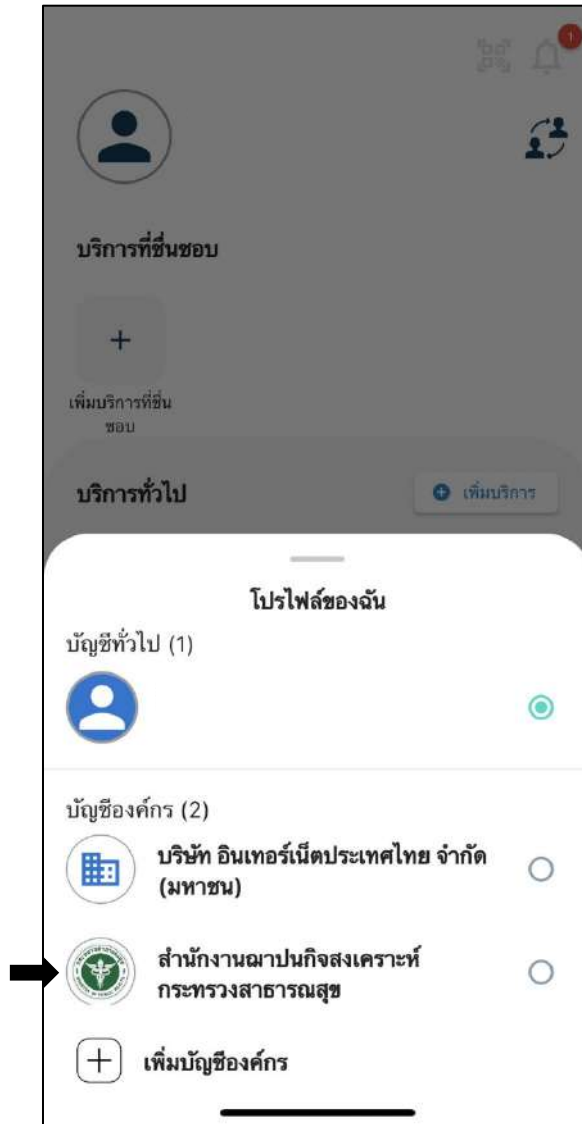 1
บริการที่ชื่นชอบ
+
เพิ่มบริการที่ชื่น
ชอบ
บริการทั่วไป
เพิ่มบริการ
โปรไฟล์ของฉัน
บัญชีทั่วไป (1)
บัญชีองค์กร (2)
บริษัท อินเทอร์เน็ตประเทศไทย จำกัด
(มหาชน)
สำนักงานฌาปนกิจสงเคราะห์
กระทรวงสาธารณสุข
เพิ่มบัญชีองค์กร